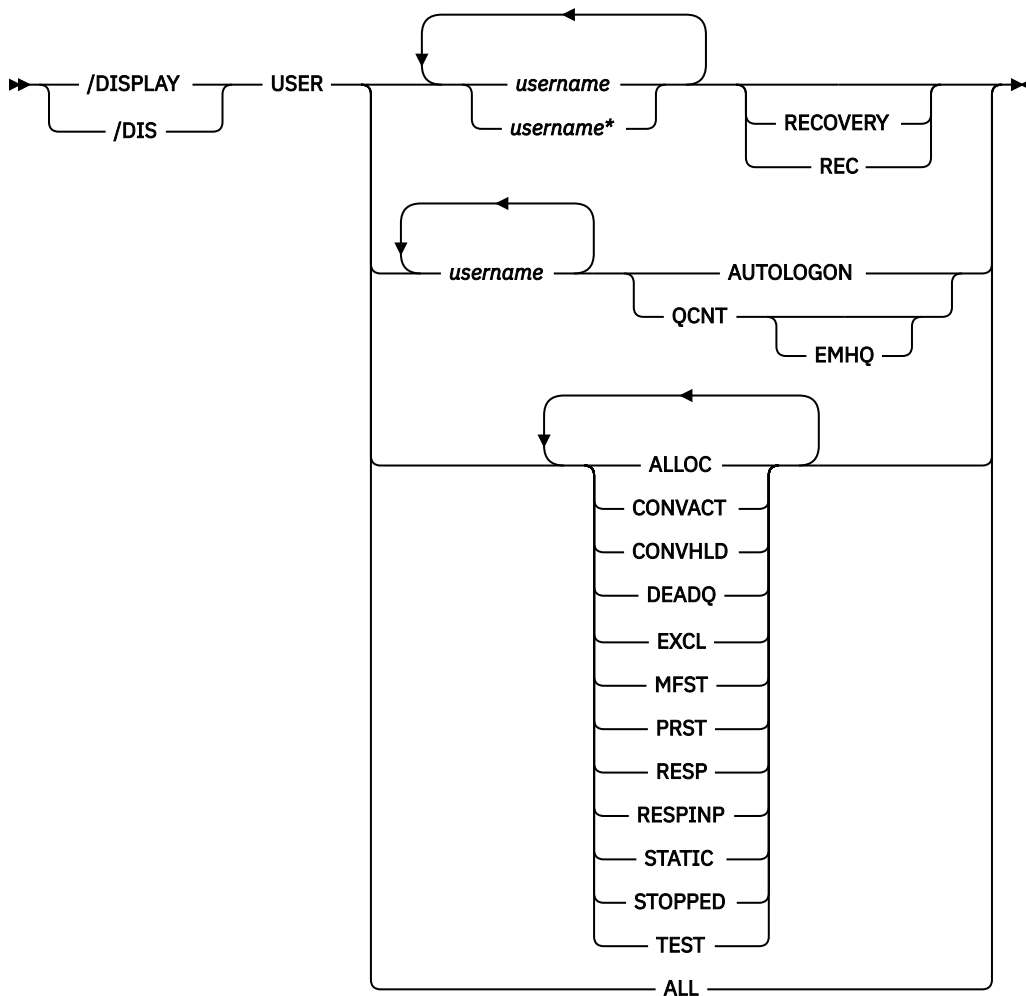 /DISPLAY USER username
/DIS username* RECOVERY
REC
username AUTOLOGON
QCNT
EMHQ
ALLOC
CONVACT
CONVHLD
DEADQ
EXCL
MFST
PRST
RESP
RESPINP
STATIC
STOPPED
TEST
ALL